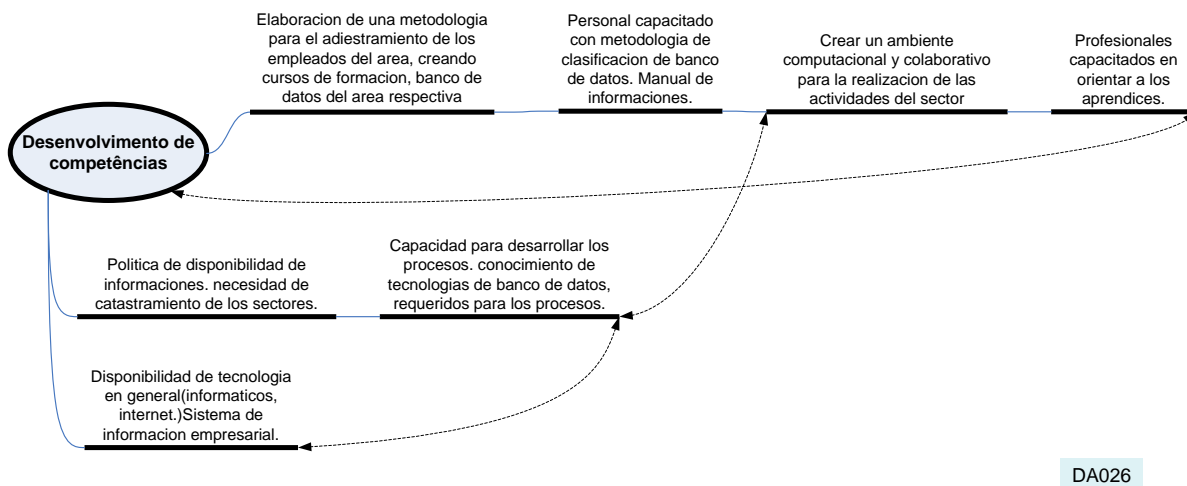 Elaboracion de una metodologia
para el adiestramiento de los
empleados del area, creando
cursos de formacion, banco de
datos del area respectiva
Personal capacitado
con metodologia de
clasificacion de banco
de datos. Manual de
informaciones.
Crear un ambiente
computacional y colaborativo
para la realizacion de las
actividades del sector
Profesionales
capacitados en
orientar a los
aprendices.
Desenvolvimento de
competências
Politica de disponibilidad de
informaciones. necesidad de
catastramiento de los sectores.
Capacidad para desarrollar los
procesos. conocimiento de
tecnologias de banco de datos,
requeridos para los procesos.
Disponibilidad de tecnologia
en general(informaticos,
internet.)Sistema de
informacion empresarial.
DA026